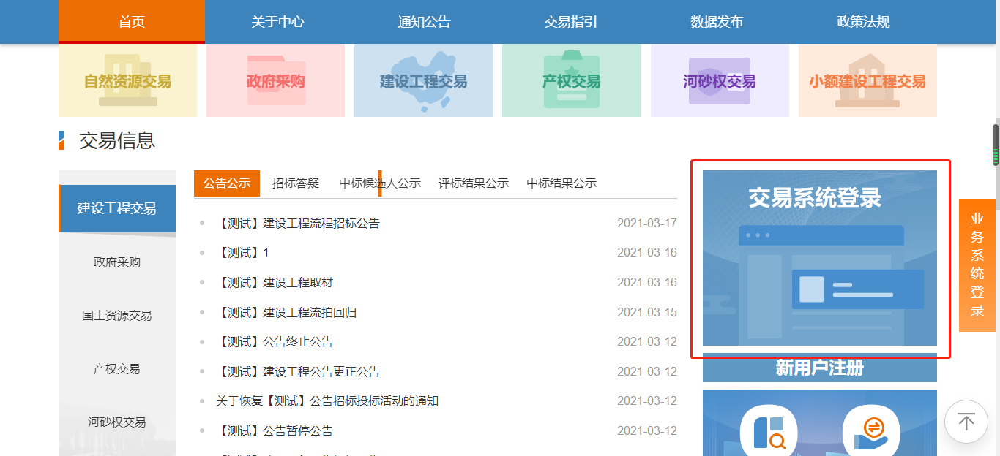 首页 关于中心 通知公告 交易指引 数据发布 政策法规
自然资源交易 政府采购 建设工程交易 产权交易 河砂权交易 小额建设工程交易
交易信息
建设工程交易
政府采购
国土资源交易
产权交易
河砂权交易
公告公示 招标答疑 中标候选人公示 评标结果公示 中标结果公示
【测试】建设工程流程招标公告 2021-03-17
【测试】1 2021-03-16
【测试】建设工程取材 2021-03-16
【测试】建设工程流拍回归 2021-03-15
【测试】公告终止公告 2021-03-12
【测试】建设工程公告更正公告 2021-03-12
关于恢复【测试】公告招标投标活动的通知 2021-03-12
【测试】公告暂停公告 2021-03-12
交易系统登录
新用户注册
业务系统登录